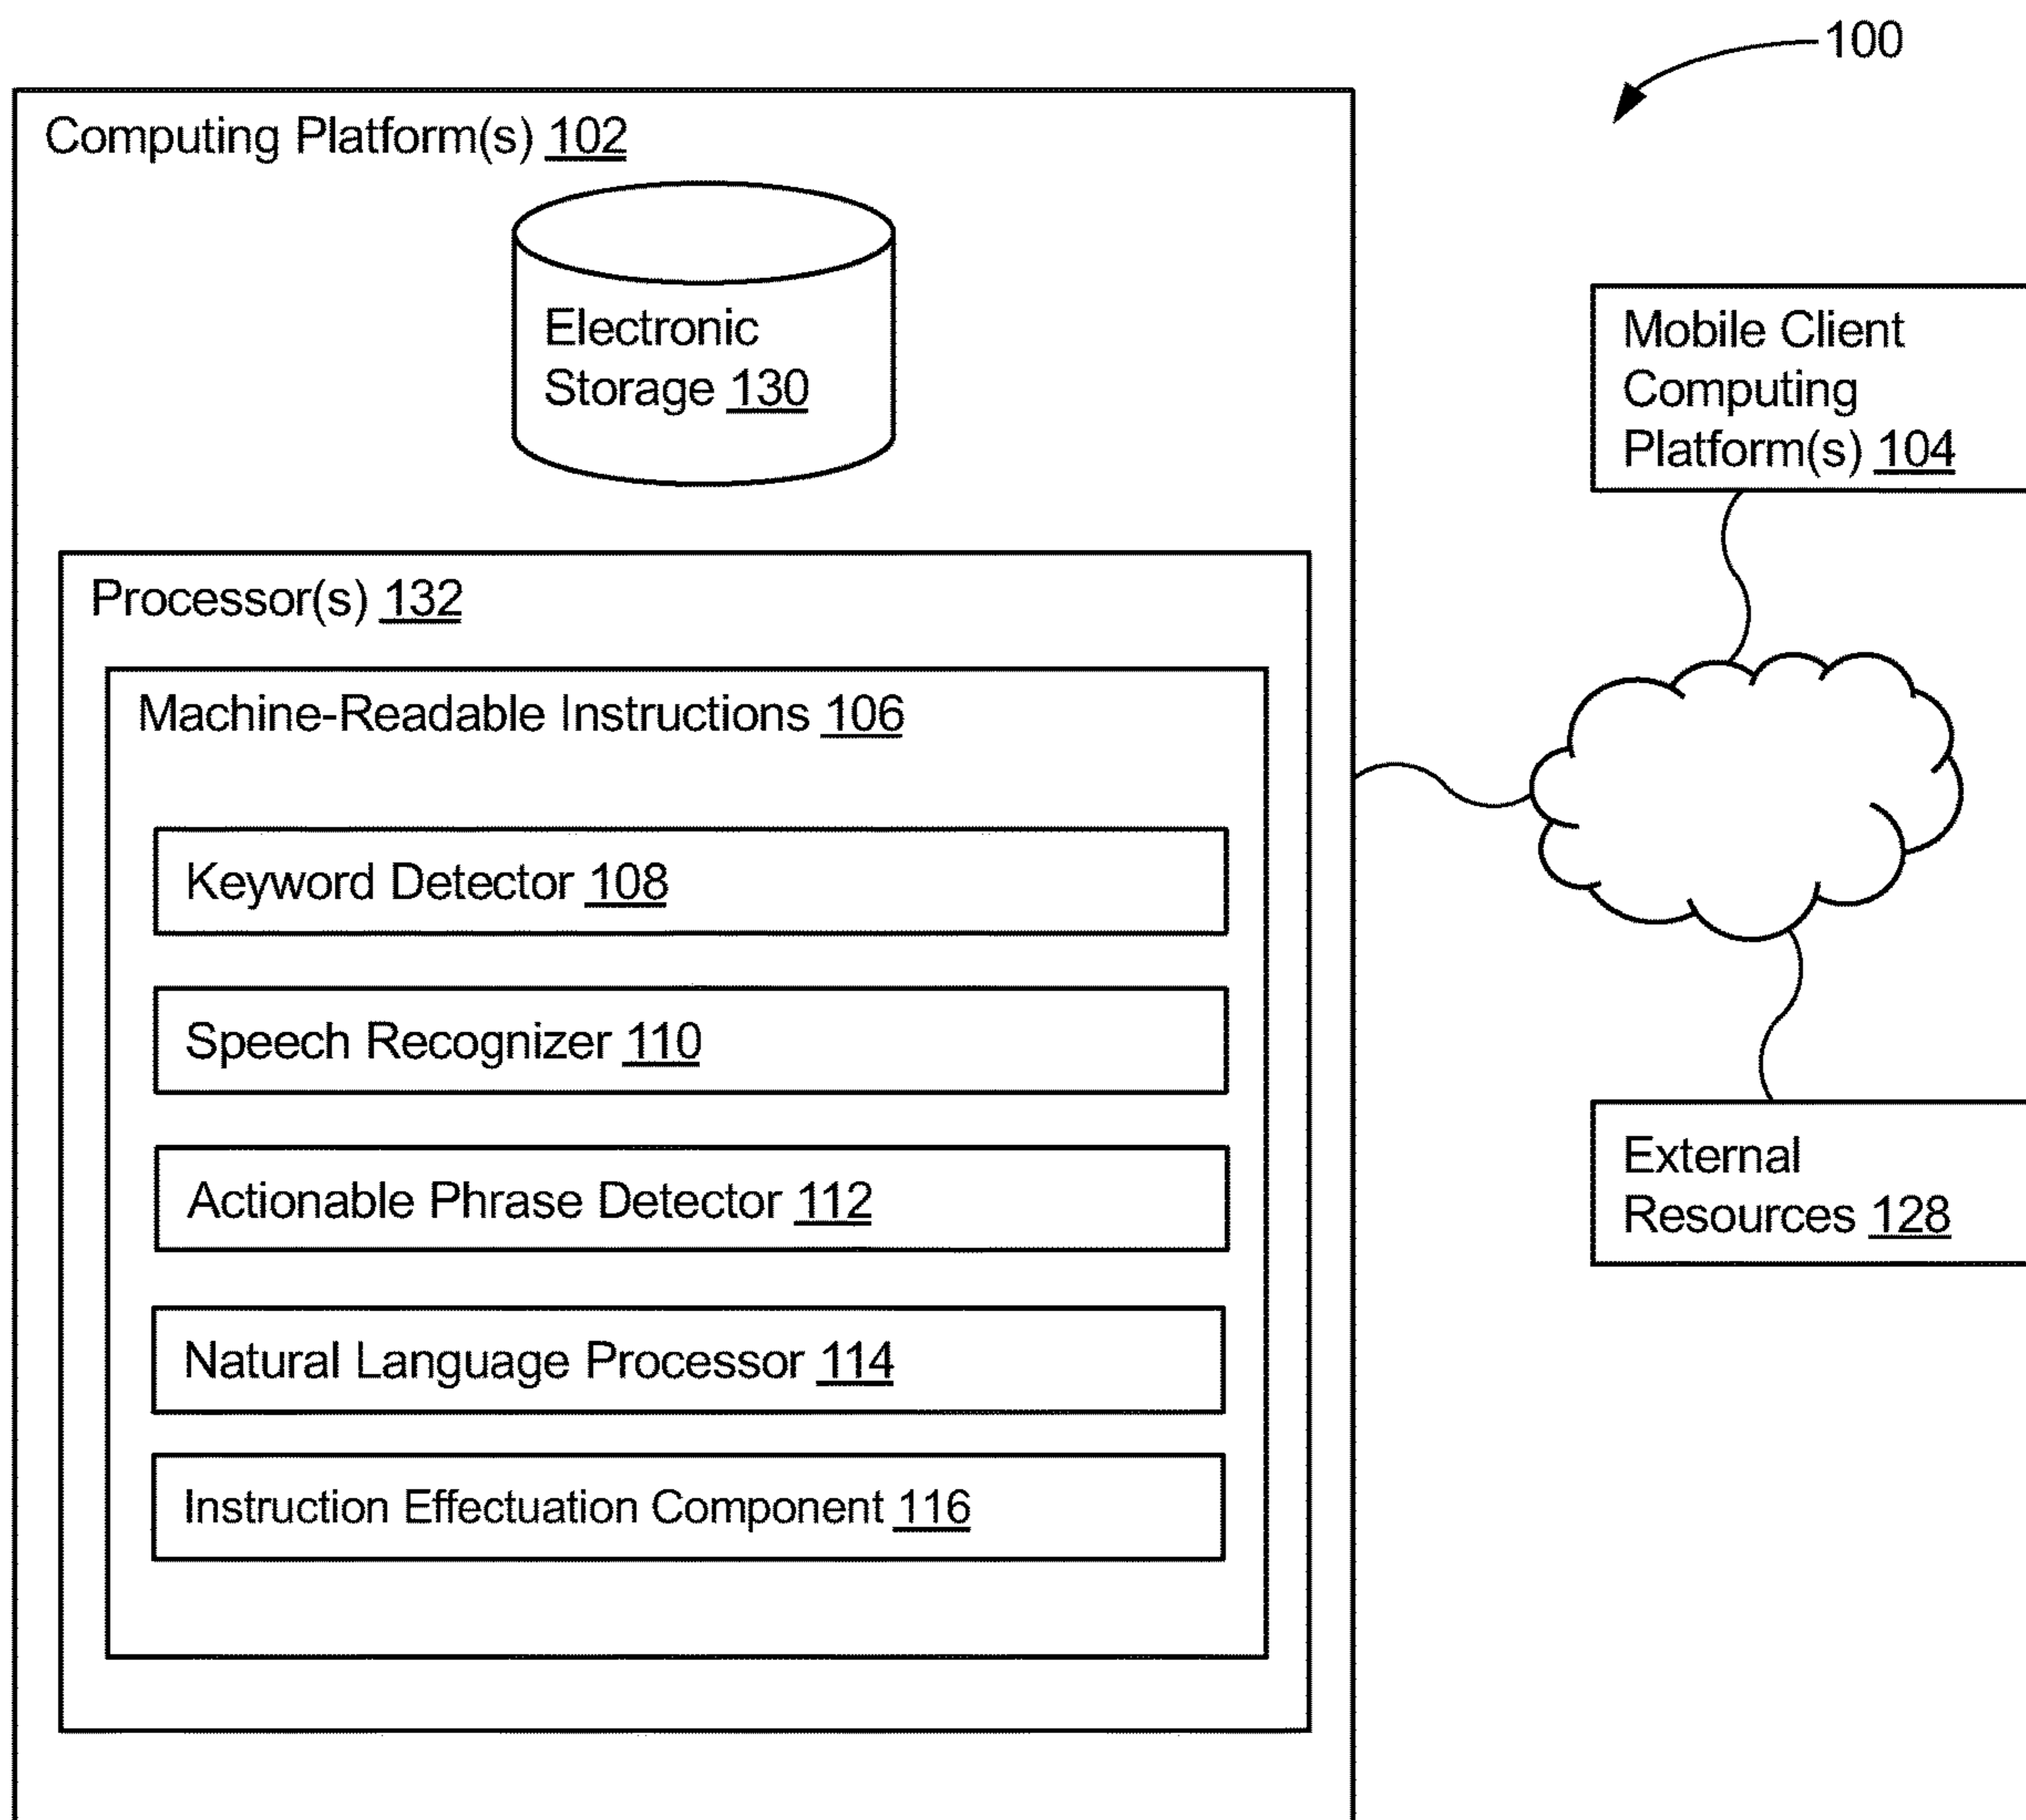 100
Computing Platform(s) 102
Electronic
Storage 130
Mobile Client
Computing
Platform(s) 104
Processor(s) 132
Machine-Readable Instructions 106
Keyword Detector 108
Speech Recognizer 110
Actionable Phrase Detector 112
Natural Language Processor 114
Instruction Effectuation Component 116
External
Resources 128